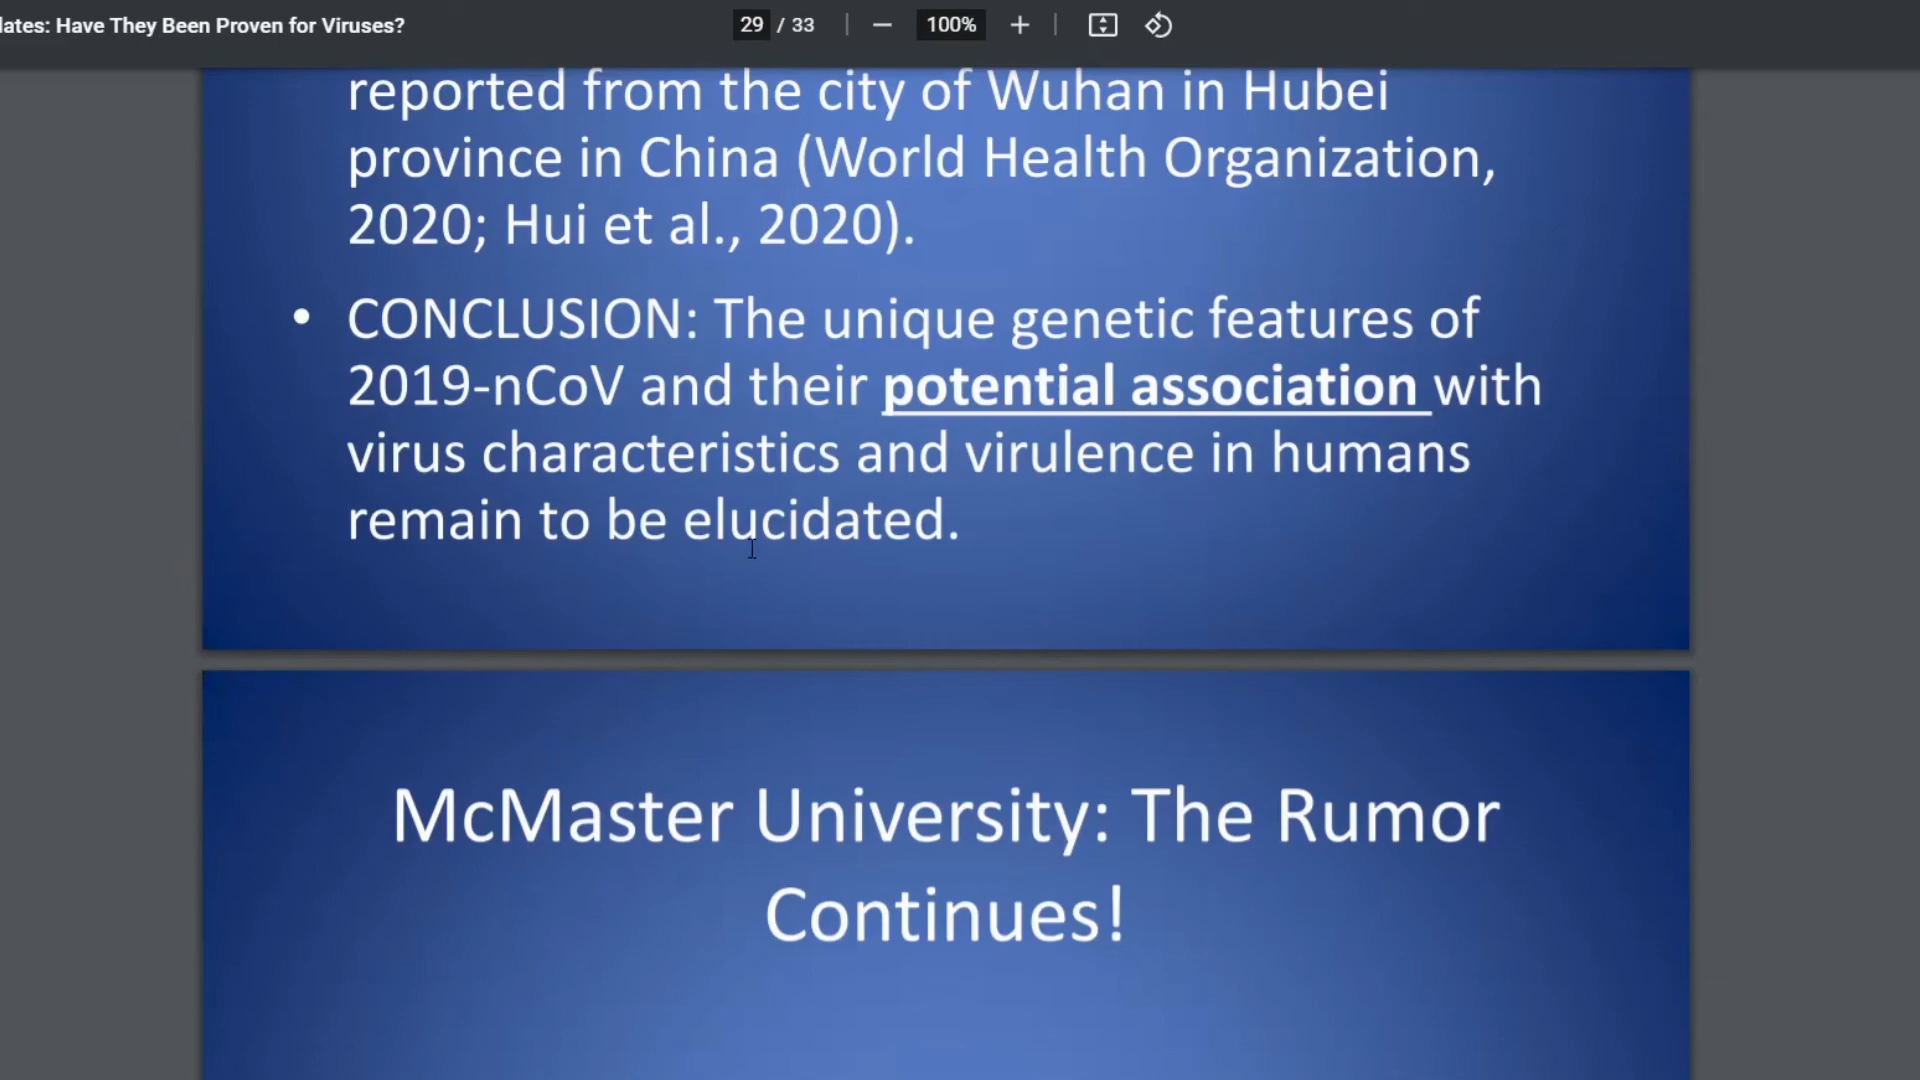 lates: Have They Been Proven for Viruses?
29 / 33
100%
reported from the city of Wuhan in Hubei
province in China (World Health Organization,
2020; Hui et al., 2020).
• CONCLUSION: The unique genetic features of
2019-nCoV and their potential association with
virus characteristics and virulence in humans
remain to be elucidated.
McMaster University: The Rumor
Continues!